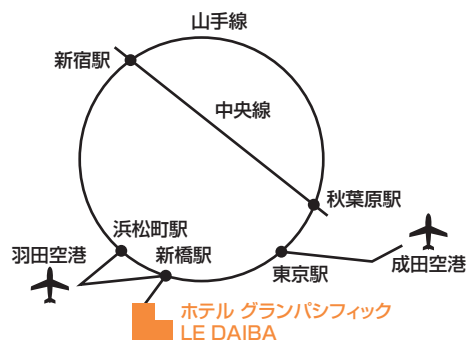 山手線
新宿駅
中央線
秋葉原駅
浜松町駅
羽田空港
新橋駅
東京駅
成田空港
ホテル グランパシフィック
LE DAIBA